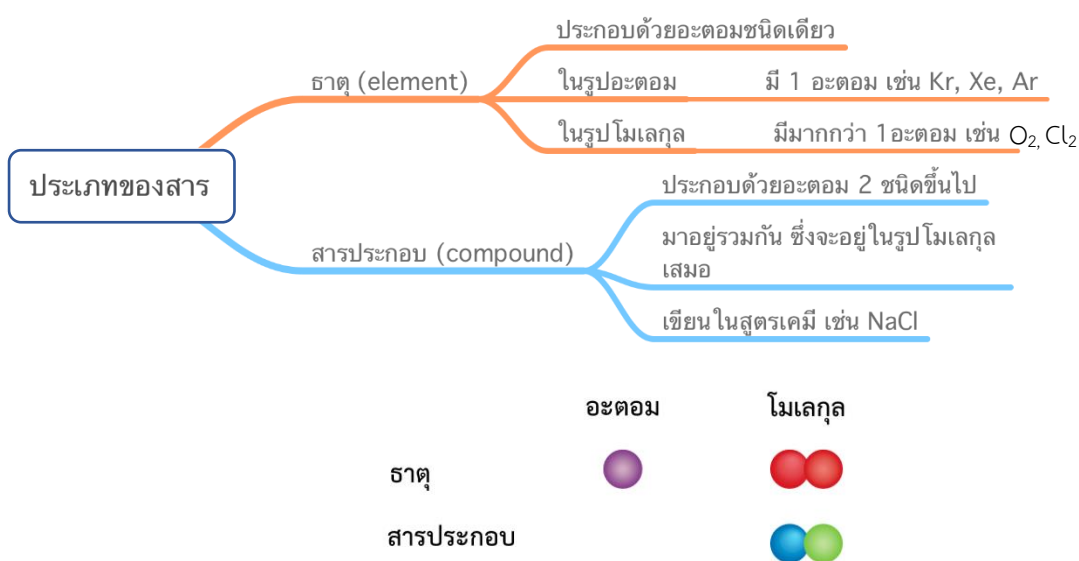 ประกอบด้วยอะตอมชนิดเดียว
ธาตุ (element)
ในรูปอะตอม มี 1 อะตอม เช่น Kr, Xe, Ar
ในรูปโมเลกุล มีมากกว่า 1อะตอม เช่น O₂, Cl₂
ประเภทของสาร
ประกอบด้วยอะตอม 2 ชนิดขึ้นไป
สารประกอบ (compound)
มาอยู่รวมกัน ซึ่งจะอยู่ในรูปโมเลกุล
เสมอ
เขียนในสูตรเคมี เช่น NaCl
อะตอม โมเลกุล
ธาตุ
สารประกอบ